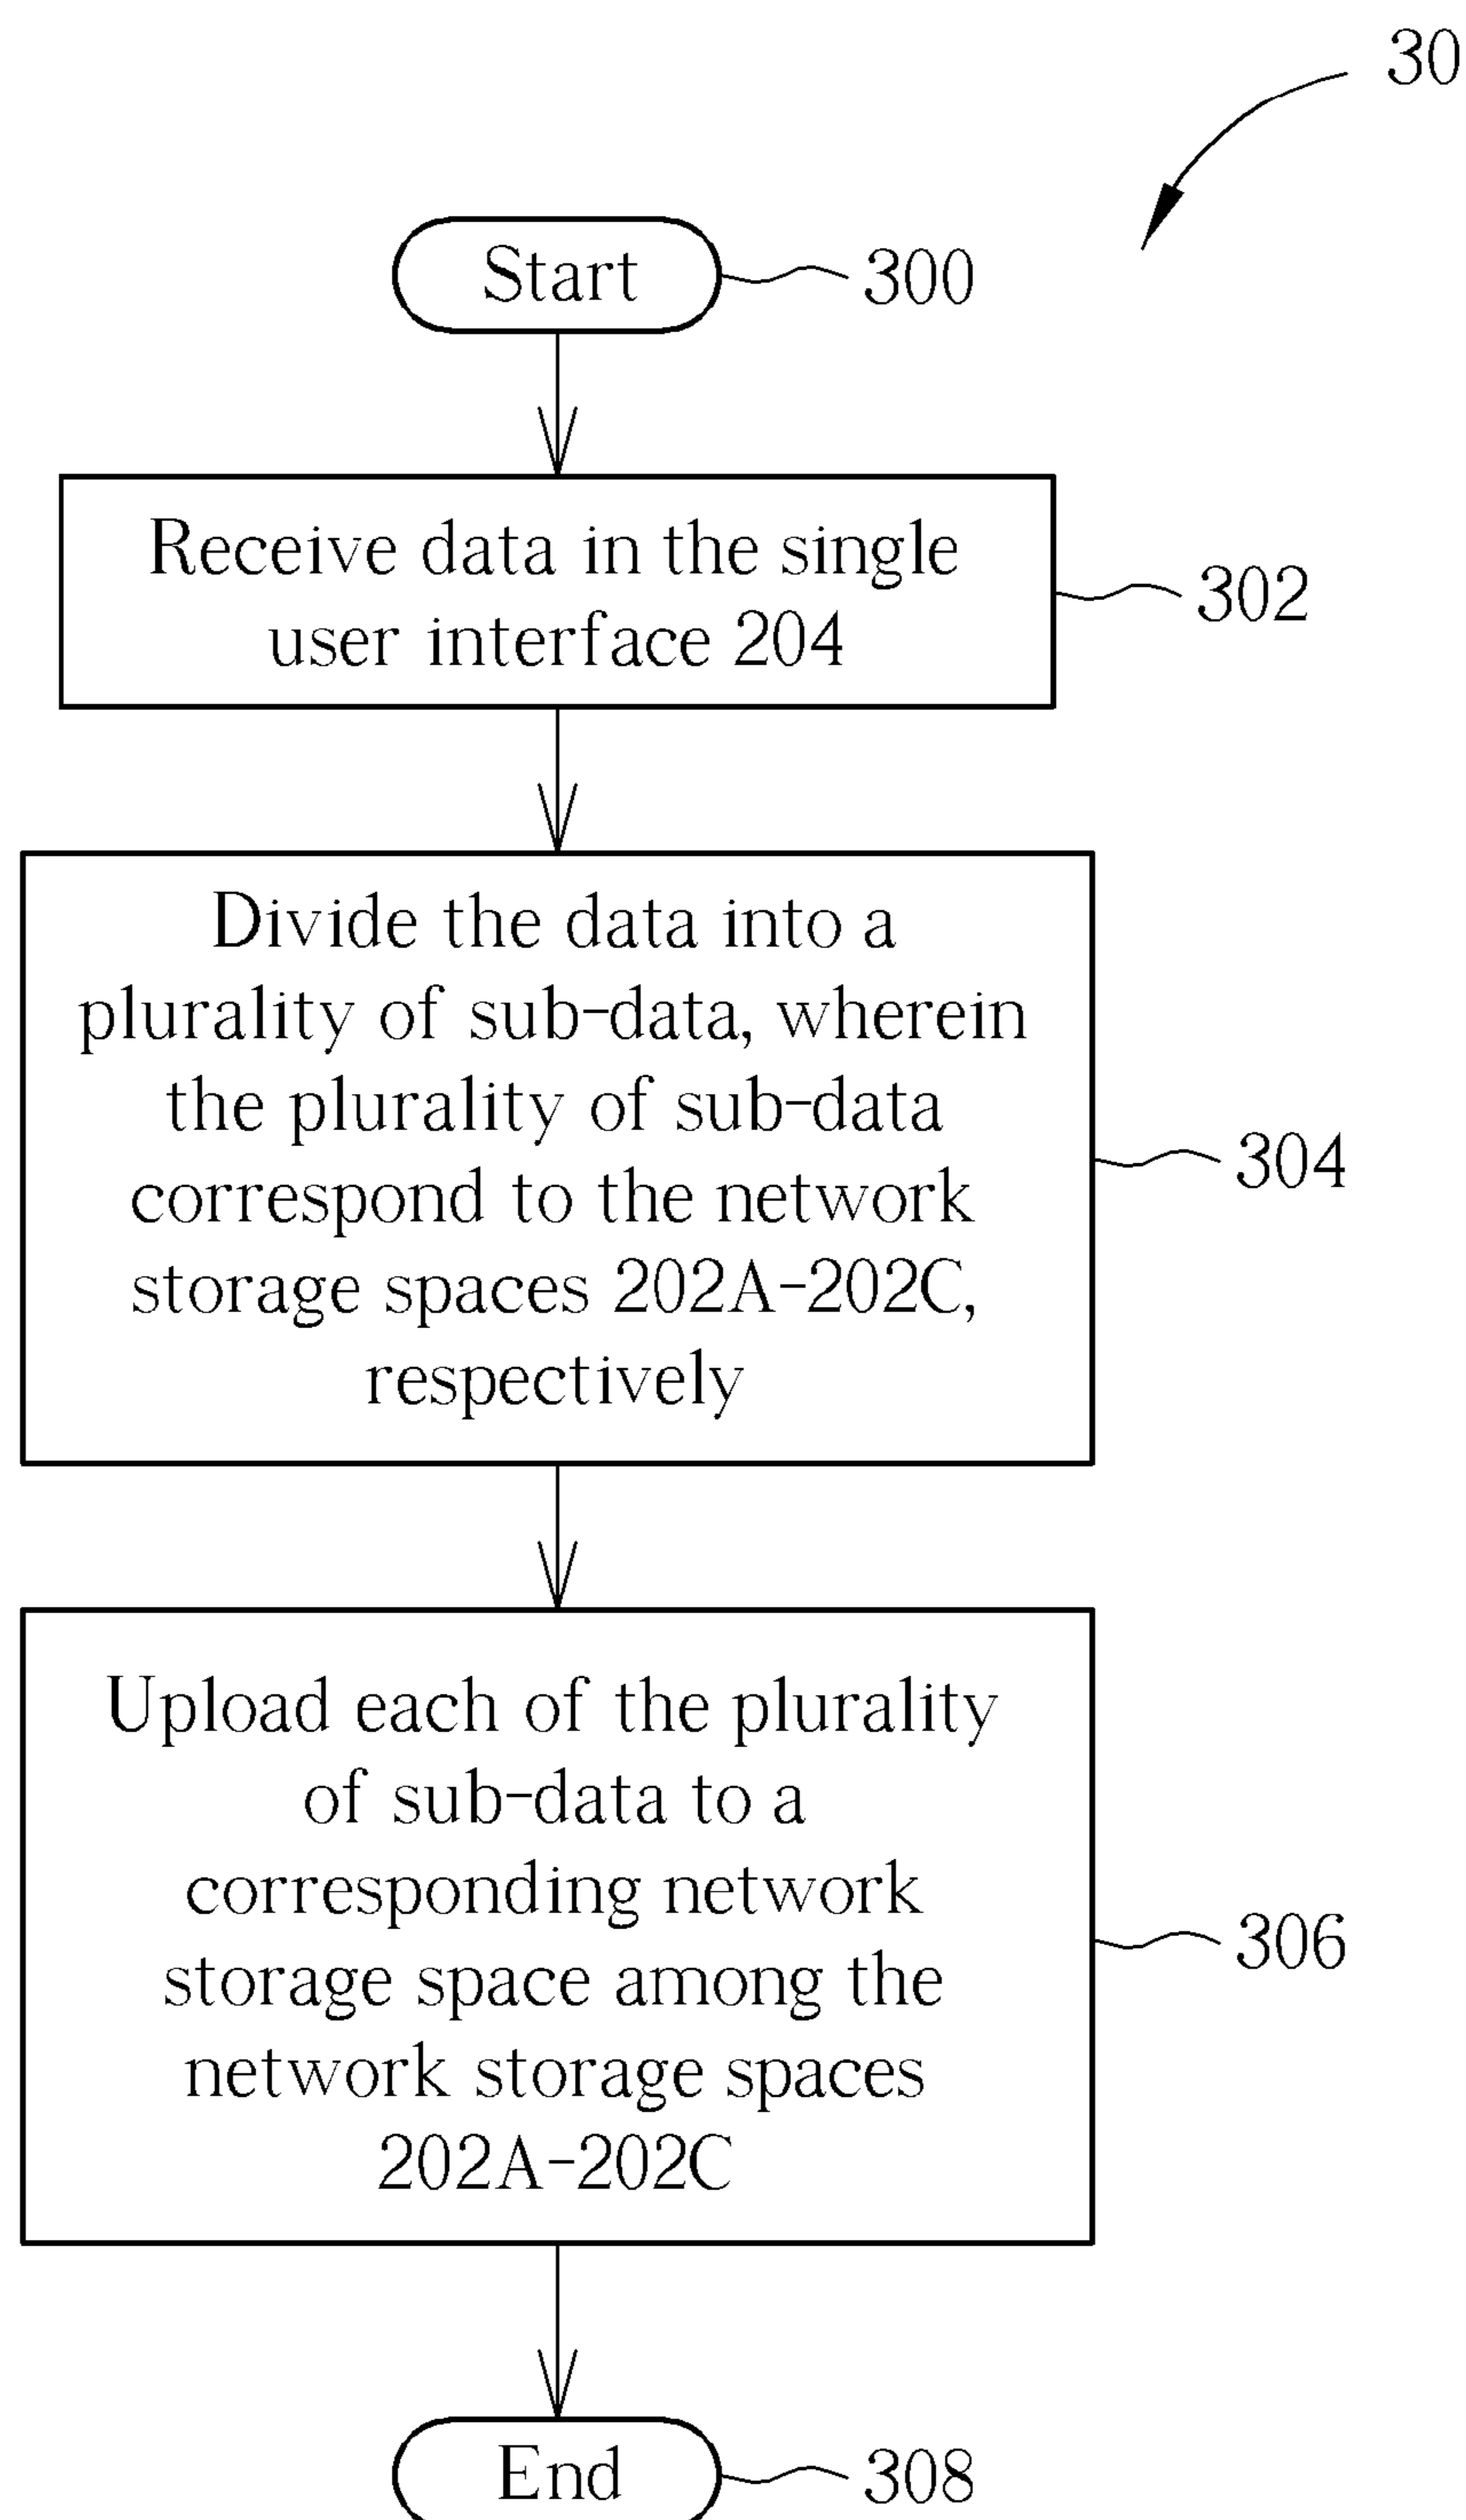 30
Start
300
Receive data in the single
user interface 204
302
Divide the data into a
plurality of sub-data, wherein
the plurality of sub-data
correspond to the network
storage spaces 202A-202C,
respectively
304
Upload each of the plurality
of sub-data to a
corresponding network
storage space among the
network storage spaces
202A-202C
306
End
308